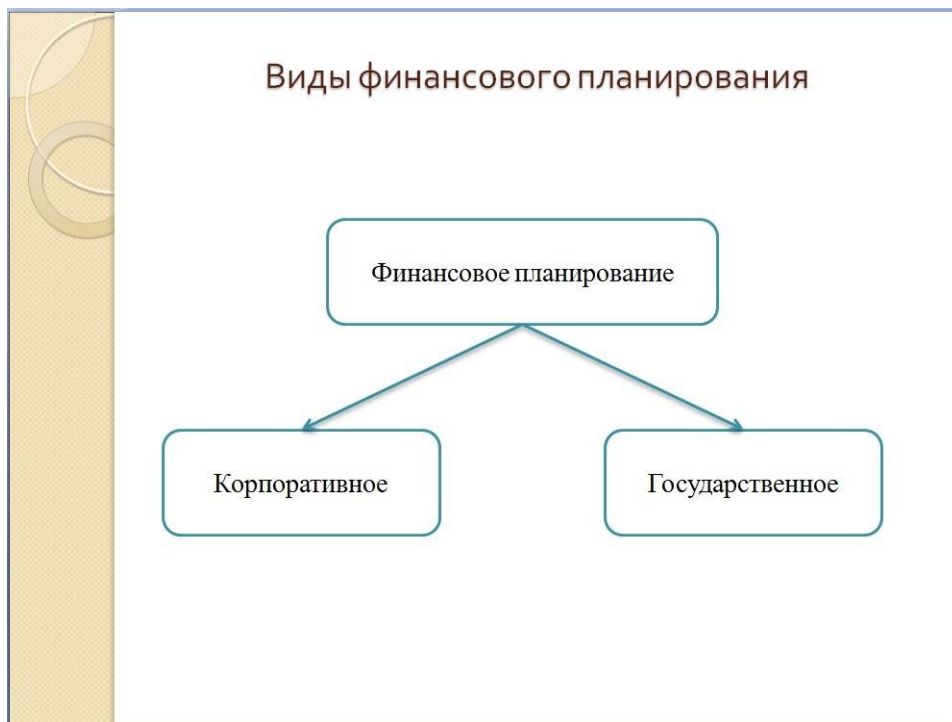 Виды финансового планирования
Финансовое планирование
Корпоративное
Государственное